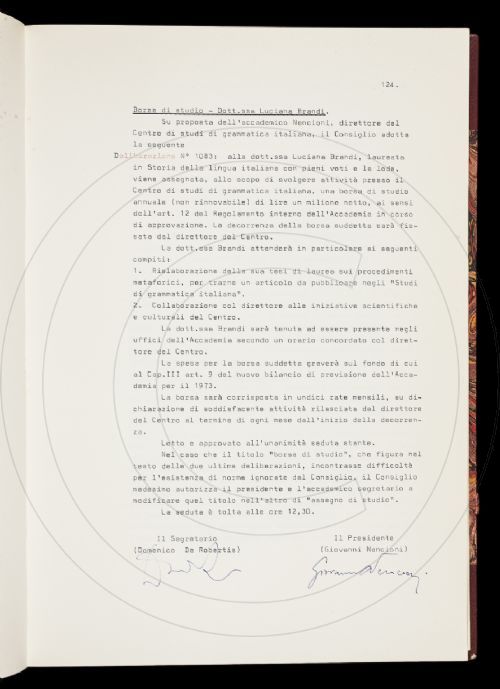 124.
Borsa di studio - Dott.ssa Luciana Brandi.
Su proposta dell'accademico Nencioni, direttore del
Centro di studi di grammatica italiana, il Consiglio adotta
la seguente
Deliberazione N° 1083: alla dott.ssa Luciana Brandi, laureata
in Storia della lingua italiana con pieni voti e la lode,
viene assegnata, allo scopo di svolgere attività presso il
Centro di studi di grammatica italiana, una borsa di studio
annuale (non rinnovabile) di lire un milione netto, ai sensi
dell'art. 12 del Regolamento interno dell'Accademia in corso
di approvazione. La decorrenza della borsa suddetta sarà fis-
sata dal direttore del Centro.
La dott.ssa Brandi attenderà in particolare ai seguenti
compiti:
1. Rielaborazione della sua tesi di laurea sui procedimenti
metaforici, per trarne un articolo da pubblicare negli "Studi
di grammatica italiana".
2. Collaborazione col direttore alle iniziative scientifiche
e culturali del Centro.
La dott.ssa Brandi sarà tenuta ad essere presente negli
uffici dell'Accademia secondo un orario concordato col diret-
tore del Centro.
La spesa per la borsa suddetta graverà sul fondo di cui
al Cap.III art. 9 del nuovo bilancio di previsione dell'Acca-
demia per il 1973.
La borsa sarà corrisposta in undici rate mensili, su di-
chiarazione di soddisfacente attività rilasciata dal direttore
del Centro al termine di ogni mese dall'inizio della decorren-
za.
Letto e approvato all'unanimità seduta stante.
Nel caso che il titolo "borsa di studio", che figura nel
testo delle due ultime deliberazioni, incontrasse difficoltà
per l'esistenza di norme ignorate dal Consiglio, il Consiglio
medesimo autorizza il presidente e l'accademico segretario a
modificare quel titolo nell'altro di "assegno di studio".
La seduta è tolta alle ore 12,30.
Il Segretario
(Domenico De Robertis)
Il Presidente
(Giovanni Nencioni)
Giovanni Nencioni